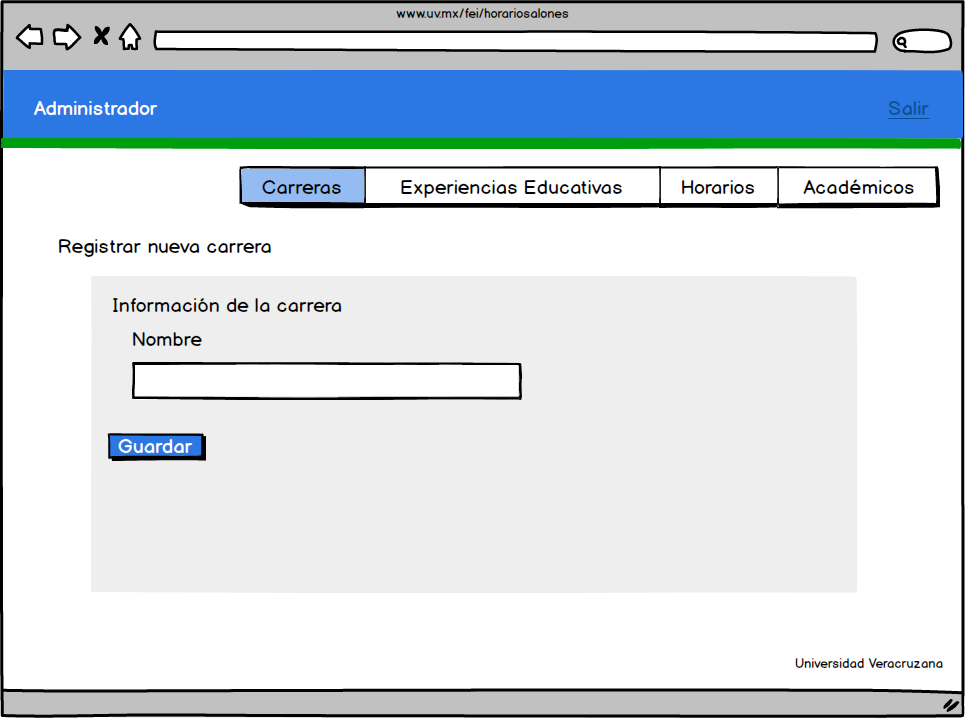 www.uv.mx/fei/horariosalones
Administrador
Salir
Carreras
Experiencias Educativas
Horarios
Académicos
Registrar nueva carrera
Información de la carrera
Nombre
Guardar
Universidad Veracruzana